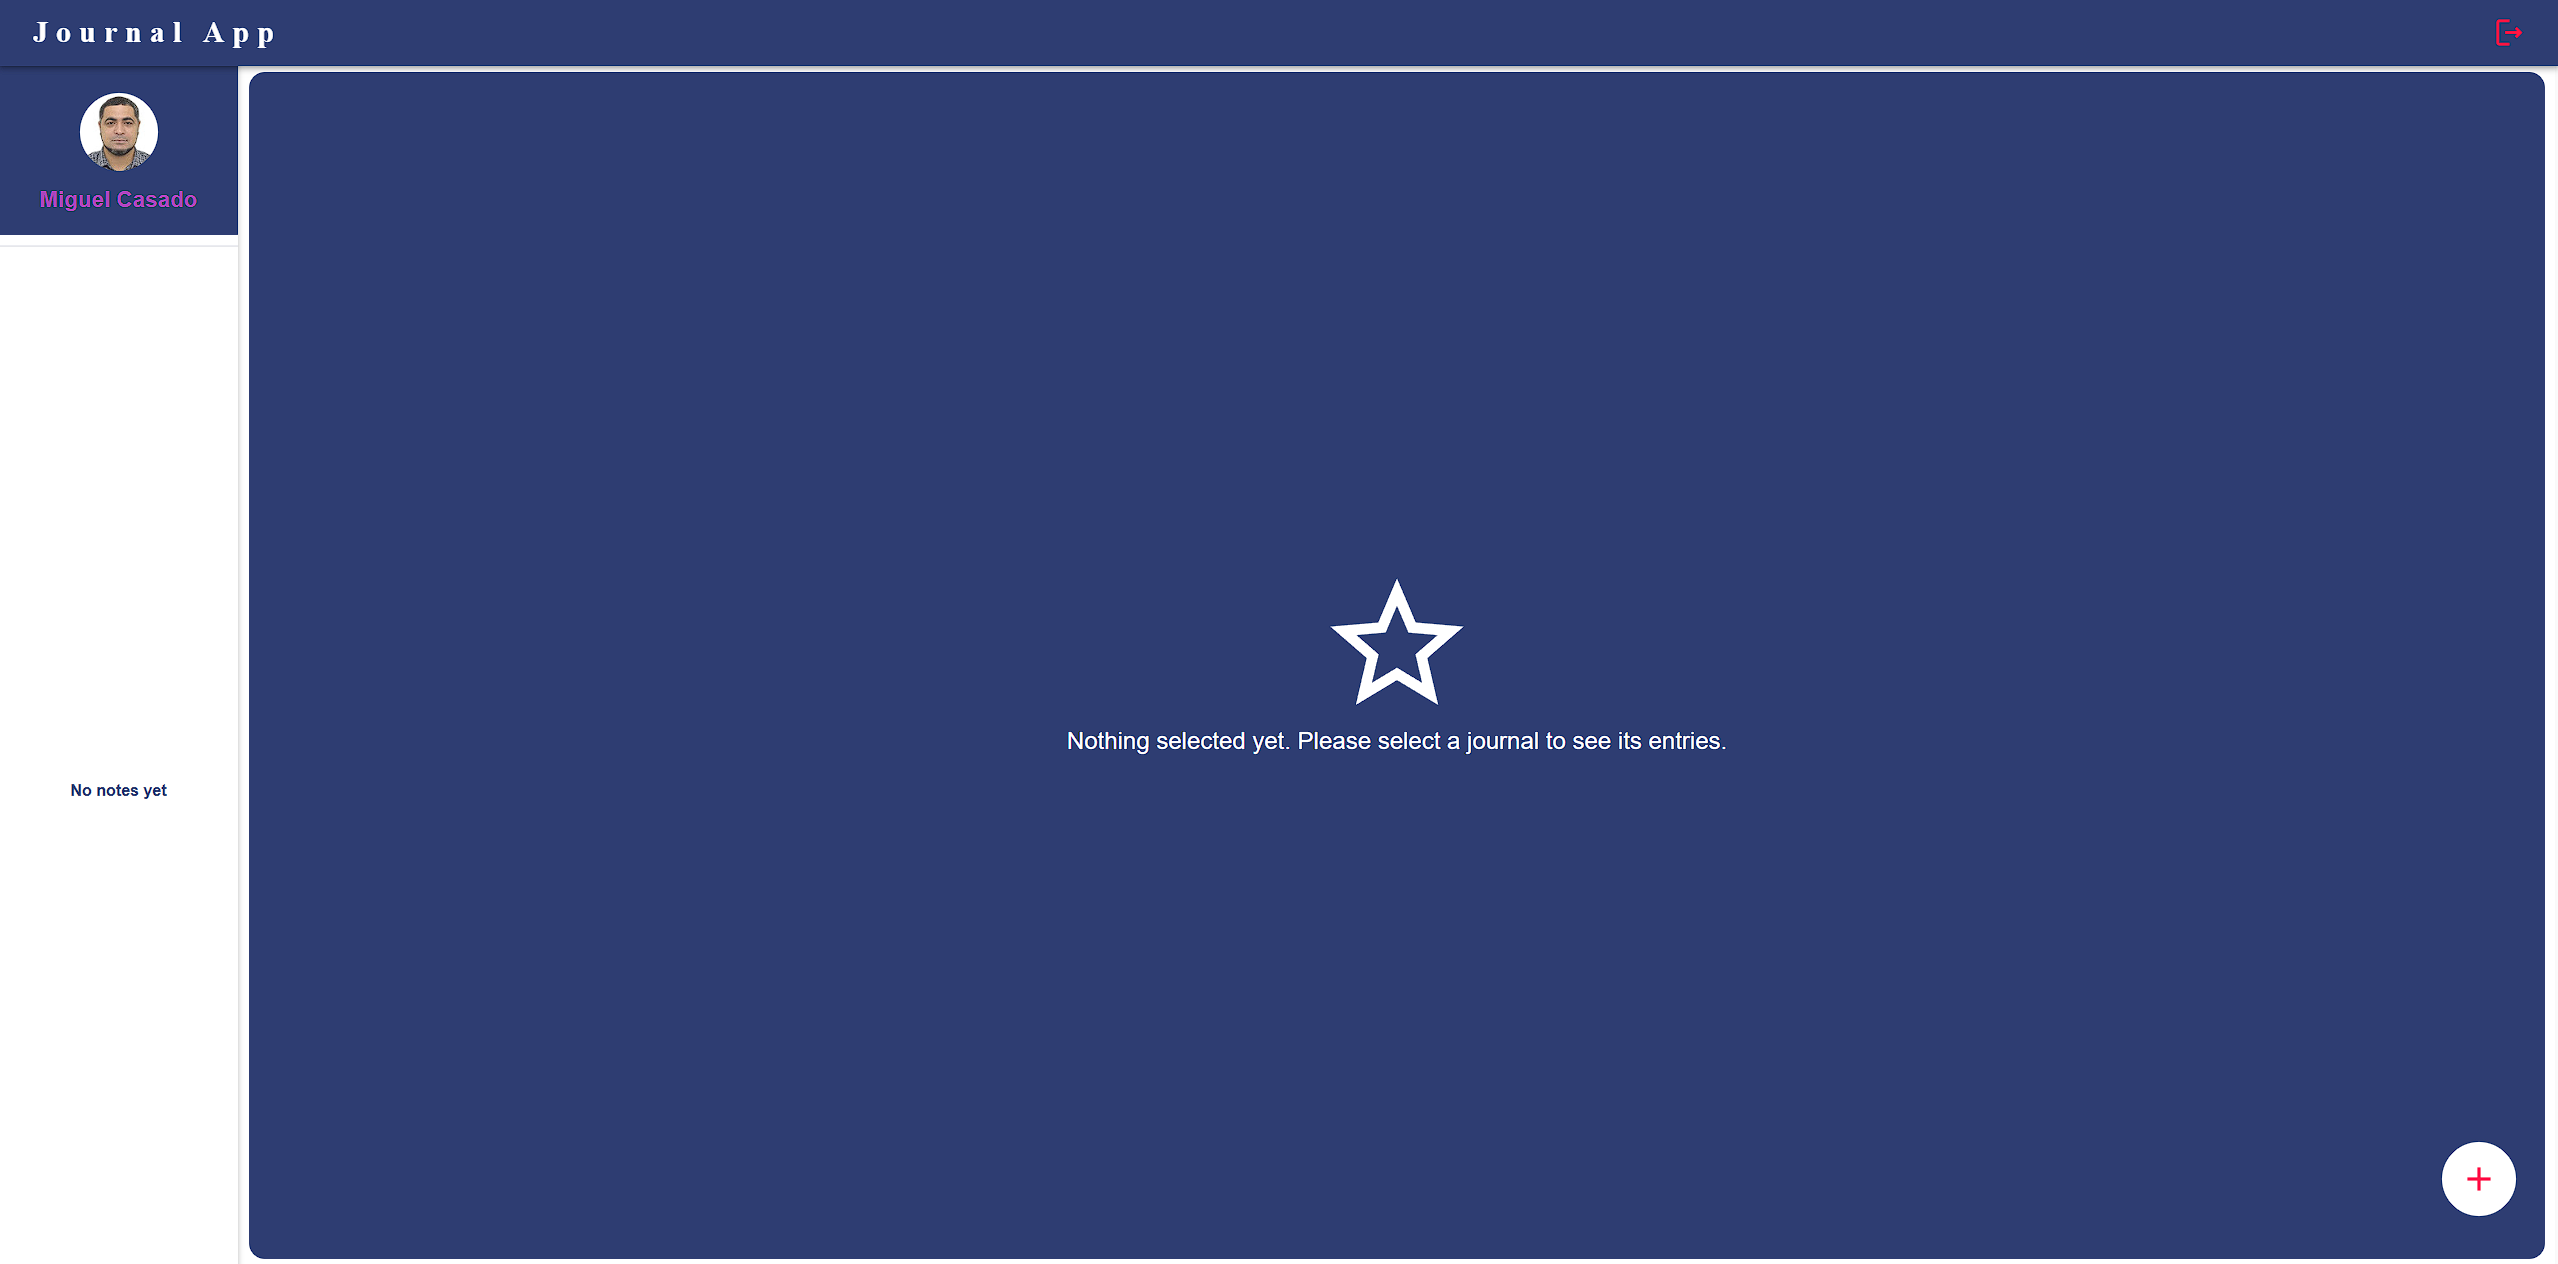 Journal App
Miguel Casado
Nothing selected yet. Please select a journal to see its entries.
No notes yet